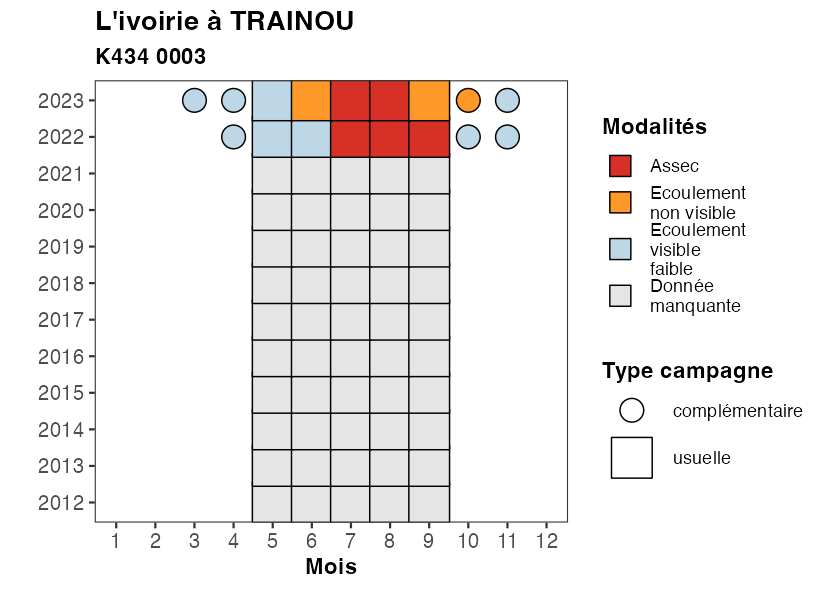 L'ivoirie à TRAINOU
K434 0003
2023
2022
2021
2020
2019
2018
2017
2016
2015
2014
2013
2012
1 2 3 4 5 6 7 8 9 10 11 12
Mois
Modalités
Assec
Ecoulement
non visible
Ecoulement
visible
faible
Donnée
manquante
Type campagne
complémentaire
usuelle